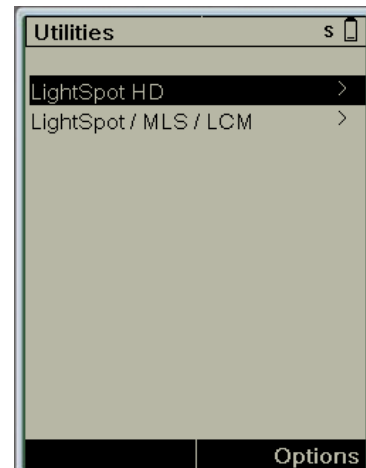 Utilities S
LightSpot HD >
LightSpot / MLS / LCM >
Options